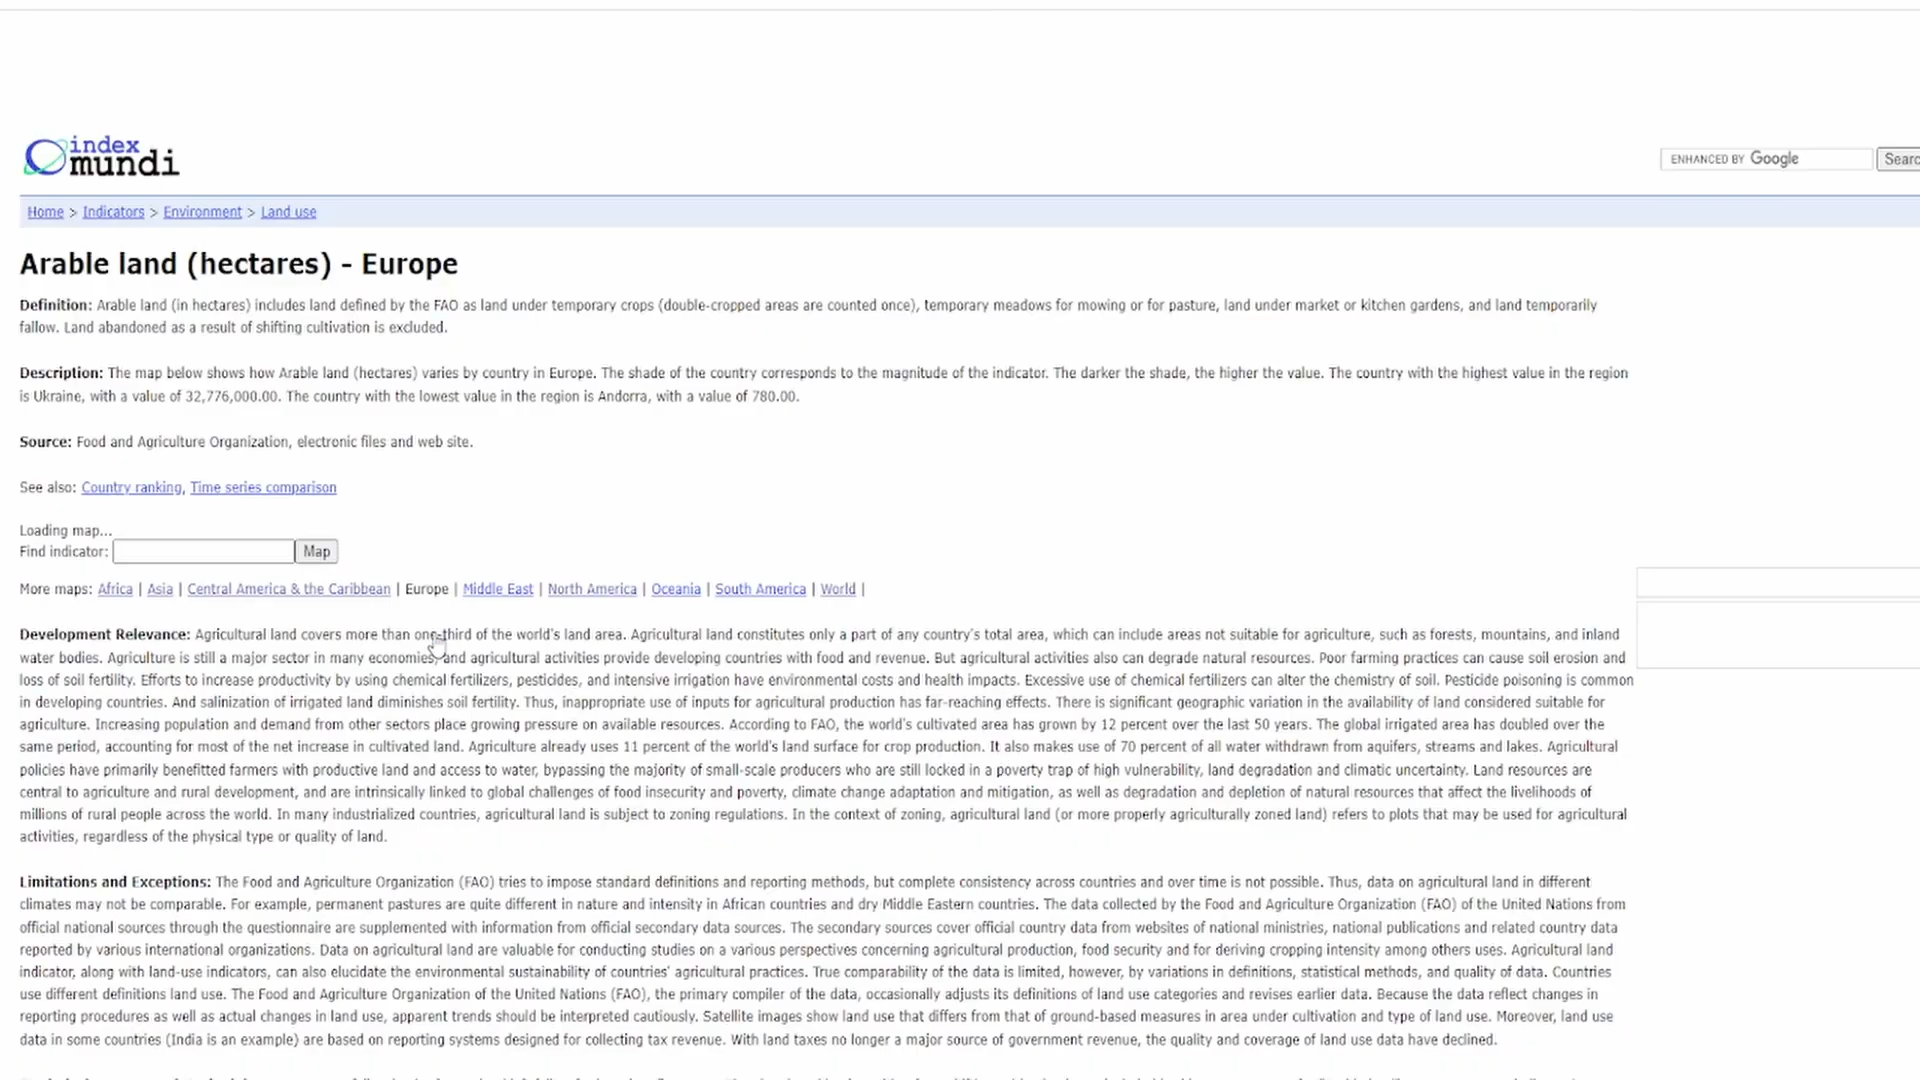 index
mundi
ENHANCED BY Google
Searc
Home > Indicators > Environment > Land use
Arable land (hectares) - Europe
Definition: Arable land (in hectares) includes land defined by the FAO as land under temporary crops (double-cropped areas are counted once), temporary meadows for mowing or for pasture, land under market or kitchen gardens, and land temporarily
fallow. Land abandoned as a result of shifting cultivation is excluded.
Description: The map below shows how Arable land (hectares) varies by country in Europe. The shade of the country corresponds to the magnitude of the indicator. The darker the shade, the higher the value. The country with the highest value in the region
is Ukraine, with a value of 32,776,000.00. The country with the lowest value in the region is Andorra, with a value of 780.00.
Source: Food and Agriculture Organization, electronic files and web site.
See also: Country ranking, Time series comparison
Loading map...
Find indicator: Map
More maps: Africa | Asia | Central America & the Caribbean | Europe | Middle East | North America | Oceania | South America | World |
Development Relevance: Agricultural land covers more than one-third of the world's land area. Agricultural land constitutes only a part of any country's total area, which can include areas not suitable for agriculture, such as forests, mountains, and inland
water bodies. Agriculture is still a major sector in many economies, and agricultural activities provide developing countries with food and revenue. But agricultural activities also can degrade natural resources. Poor farming practices can cause soil erosion and
loss of soil fertility. Efforts to increase productivity by using chemical fertilizers, pesticides, and intensive irrigation have environmental costs and health impacts. Excessive use of chemical fertilizers can alter the chemistry of soil. Pesticide poisoning is common
in developing countries. And salinization of irrigated land diminishes soil fertility. Thus, inappropriate use of inputs for agricultural production has far-reaching effects. There is significant geographic variation in the availability of land considered suitable for
agriculture. Increasing population and demand from other sectors place growing pressure on available resources. According to FAO, the world's cultivated area has grown by 12 percent over the last 50 years. The global irrigated area has doubled over the
same period, accounting for most of the net increase in cultivated land. Agriculture already uses 11 percent of the world's land surface for crop production. It also makes use of 70 percent of all water withdrawn from aquifers, streams and lakes. Agricultural
policies have primarily benefitted farmers with productive land and access to water, bypassing the majority of small-scale producers who are still locked in a poverty trap of high vulnerability, land degradation and climatic uncertainty. Land resources are
central to agriculture and rural development, and are intrinsically linked to global challenges of food insecurity and poverty, climate change adaptation and mitigation, as well as degradation and depletion of natural resources that affect the livelihoods of
millions of rural people across the world. In many industrialized countries, agricultural land is subject to zoning regulations. In the context of zoning, agricultural land (or more properly agriculturally zoned land) refers to plots that may be used for agricultural
activities, regardless of the physical type or quality of land.
Limitations and Exceptions: The Food and Agriculture Organization (FAO) tries to impose standard definitions and reporting methods, but complete consistency across countries and over time is not possible. Thus, data on agricultural land in different
climates may not be comparable. For example, permanent pastures are quite different in nature and intensity in African countries and dry Middle Eastern countries. The data collected by the Food and Agriculture Organization (FAO) of the United Nations from
official national sources through the questionnaire are supplemented with information from official secondary data sources. The secondary sources cover official country data from websites of national ministries, national publications and related country data
reported by various international organizations. Data on agricultural land are valuable for conducting studies on a various perspectives concerning agricultural production, food security and for deriving cropping intensity among others uses. Agricultural land
indicator, along with land-use indicators, can also elucidate the environmental sustainability of countries' agricultural practices. True comparability of the data is limited, however, by variations in definitions, statistical methods, and quality of data. Countries
use different definitions land use. The Food and Agriculture Organization of the United Nations (FAO), the primary compiler of the data, occasionally adjusts its definitions of land use categories and revises earlier data. Because the data reflect changes in
reporting procedures as well as actual changes in land use, apparent trends should be interpreted cautiously. Satellite images show land use that differs from that of ground-based measures in area under cultivation and type of land use. Moreover, land use
data in some countries (India is an example) are based on reporting systems designed for collecting tax revenue. With land taxes no longer a major source of government revenue, the quality and coverage of land use data have declined.